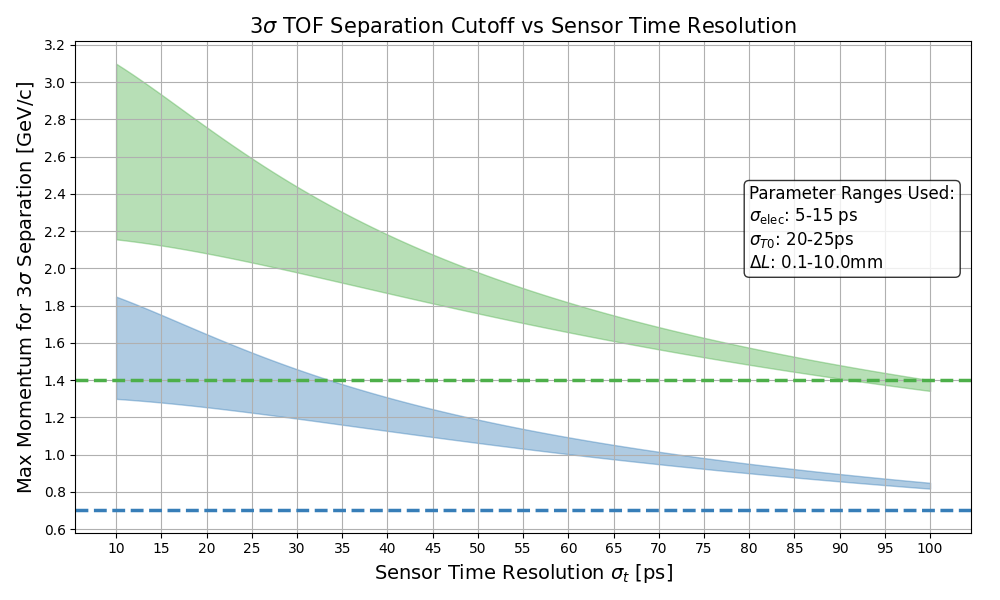 3σ TOF Separation Cutoff vs Sensor Time Resolution
Max Momentum for 3σ Separation [GeV/c]
3.2
3.0
2.8
2.6
2.4
2.2
2.0
1.8
1.6
1.4
1.2
1.0
0.8
0.6
Parameter Ranges Used:
σelec: 5-15 ps
σT0: 20-25ps
ΔL: 0.1-10.0mm
10 15 20 25 30 35 40 45 50 55 60 65 70 75 80 85 90 95 100
Sensor Time Resolution σt [ps]